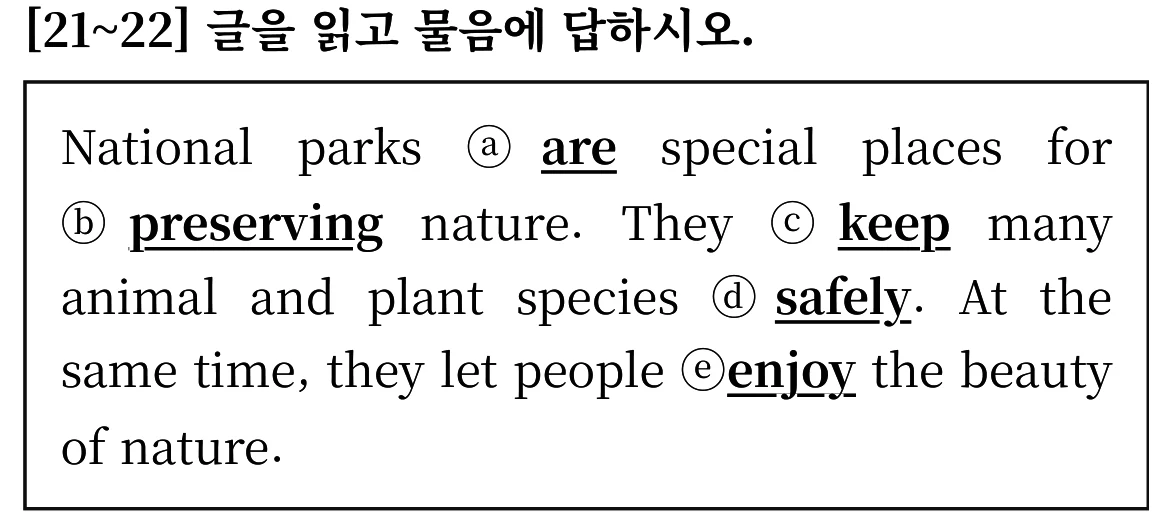 [21~22] 글을 읽고 물음에 답하시오.
National parks ⓐ are special places for
ⓑ preserving nature. They ⓒ keep many
animal and plant species ⓓ safely. At the
same time, they let people ⓔenjoy the beauty
of nature.